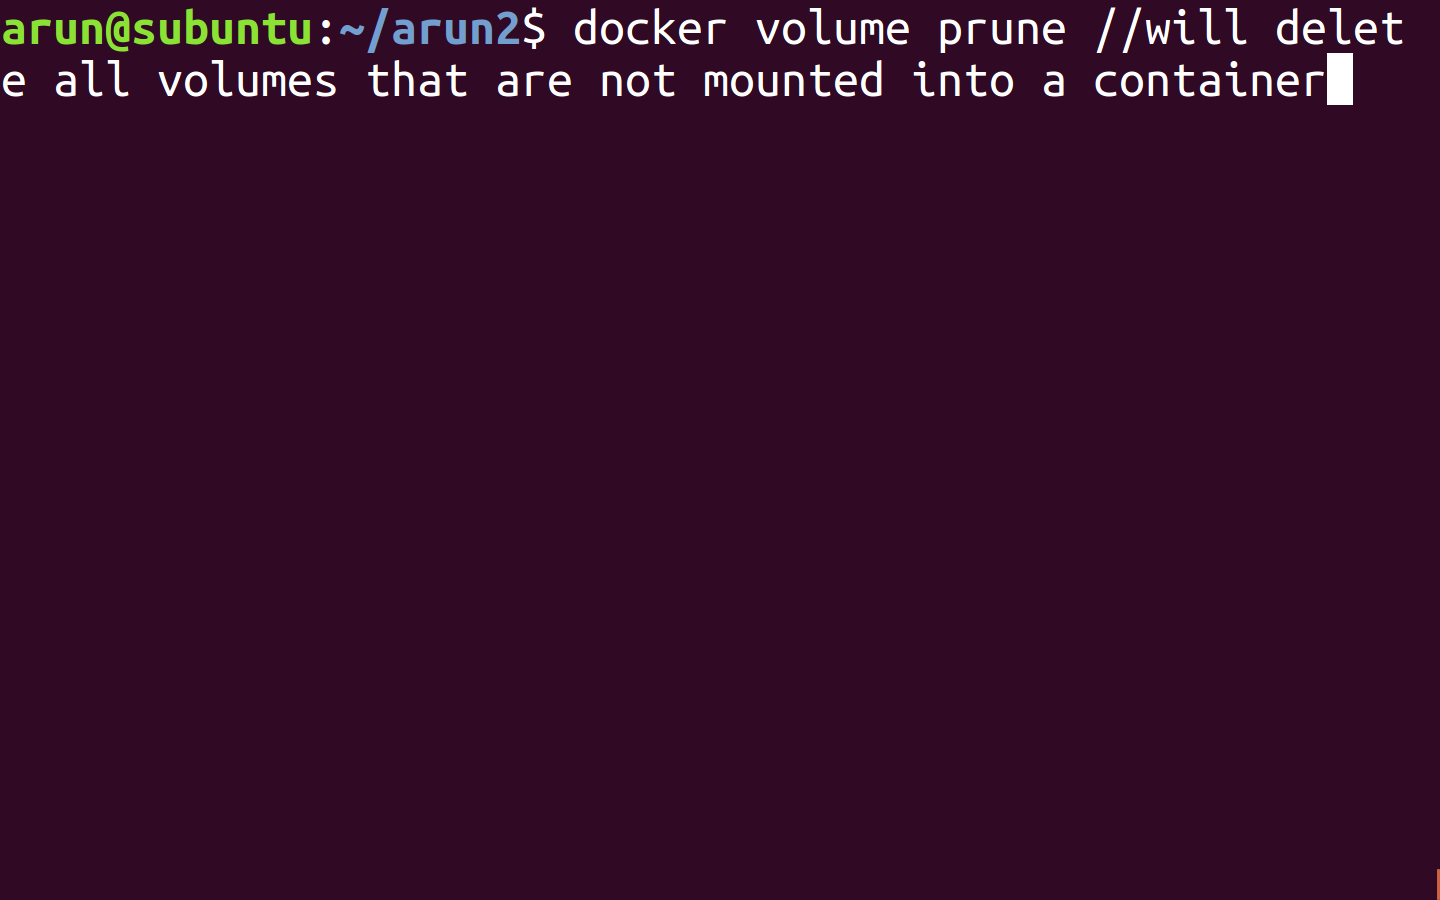 arun@subuntu:~/arun2$ docker volume prune //will delet
e all volumes that are not mounted into a container